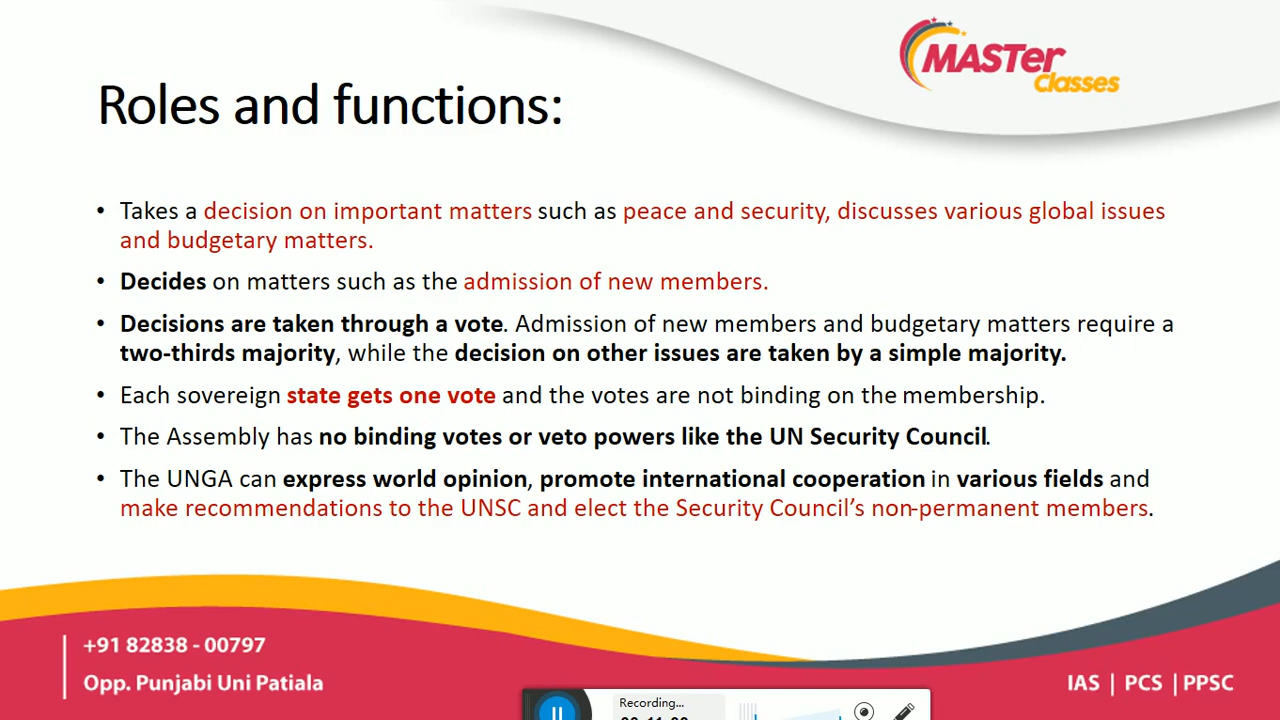 MASTer
Classes
Roles and functions:
• Takes a decision on important matters such as peace and security, discusses various global issues
and budgetary matters.
• Decides on matters such as the admission of new members.
• Decisions are taken through a vote. Admission of new members and budgetary matters require a
two-thirds majority, while the decision on other issues are taken by a simple majority.
• Each sovereign state gets one vote and the votes are not binding on the membership.
• The Assembly has no binding votes or veto powers like the UN Security Council.
• The UNGA can express world opinion, promote international cooperation in various fields and
make recommendations to the UNSC and elect the Security Council’s non-permanent members.
+91 82838 - 00797
Opp. Punjabi Uni Patiala
IAS | PCS | PPSC
Recording...